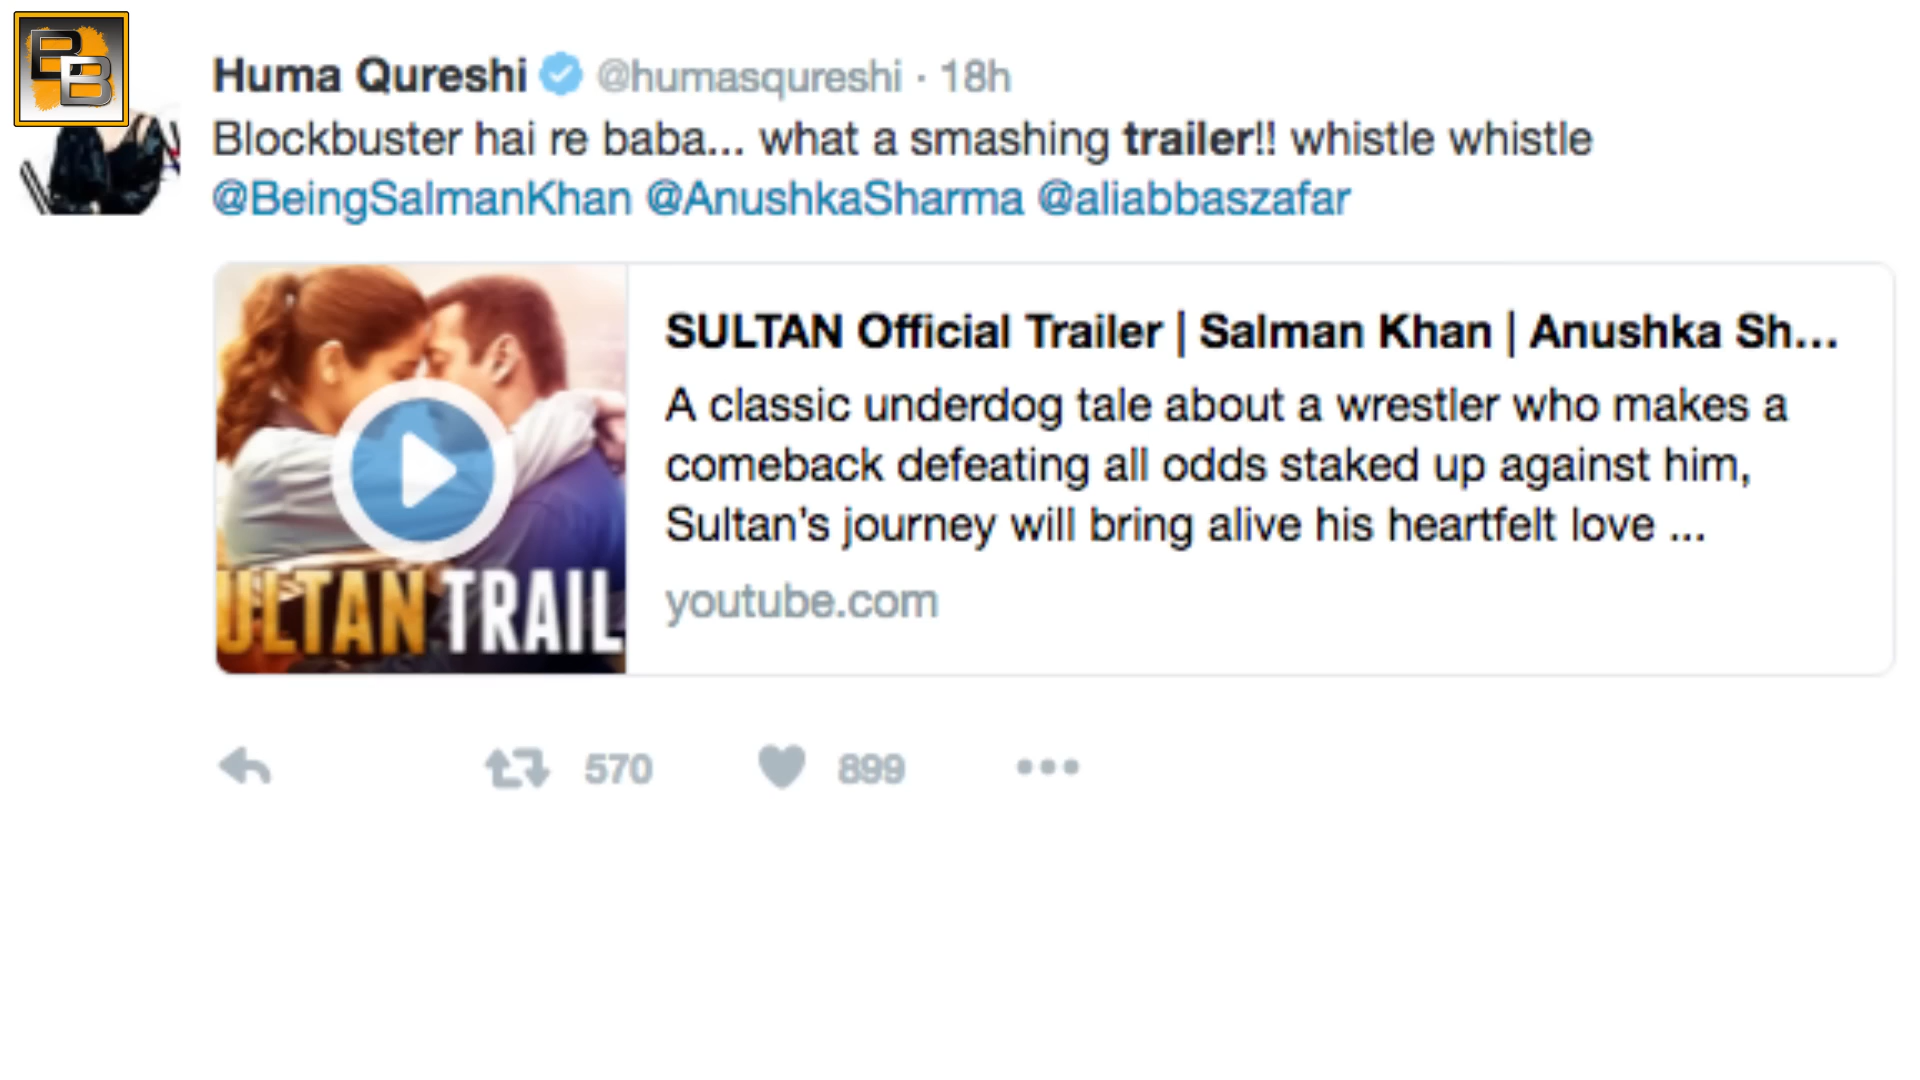 BB
Huma Qureshi @humasqureshi · 18h
Blockbuster hai re baba... what a smashing trailer!! whistle whistle
@BeingSalmanKhan @AnushkaSharma @aliabbaszafar
SULTAN Official Trailer | Salman Khan | Anushka Sh...
A classic underdog tale about a wrestler who makes a
comeback defeating all odds staked up against him,
Sultan's journey will bring alive his heartfelt love ...
youtube.com
ULTAN TRAIL
570 899